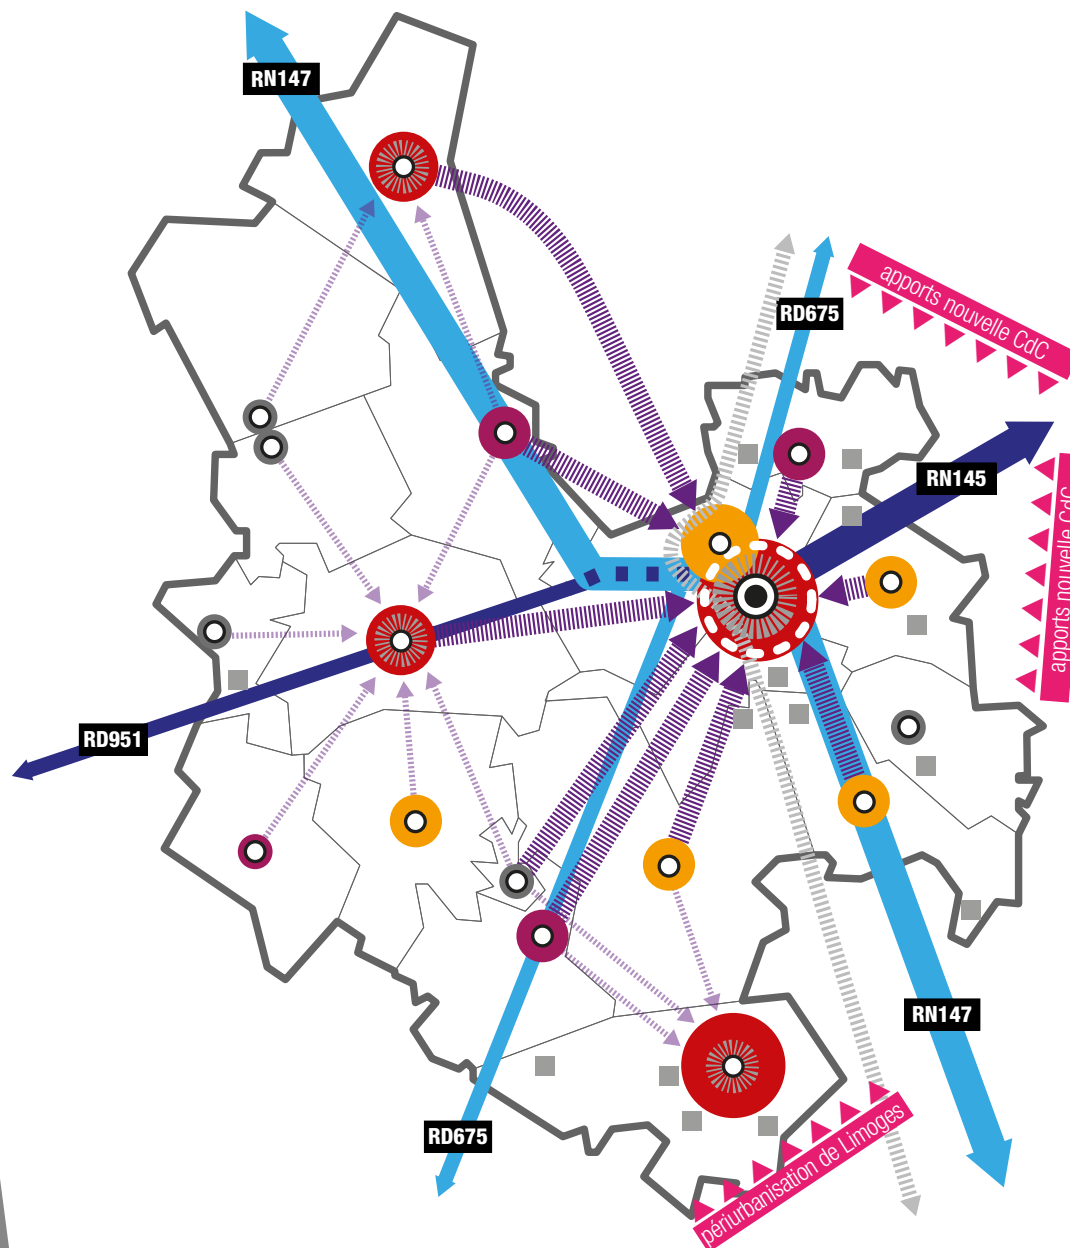 RN147
RD675
apports nouvelle CdC
RN145
apports nouvelle CdC
RD951
RN147
RD675
périurbanisation de Limoges